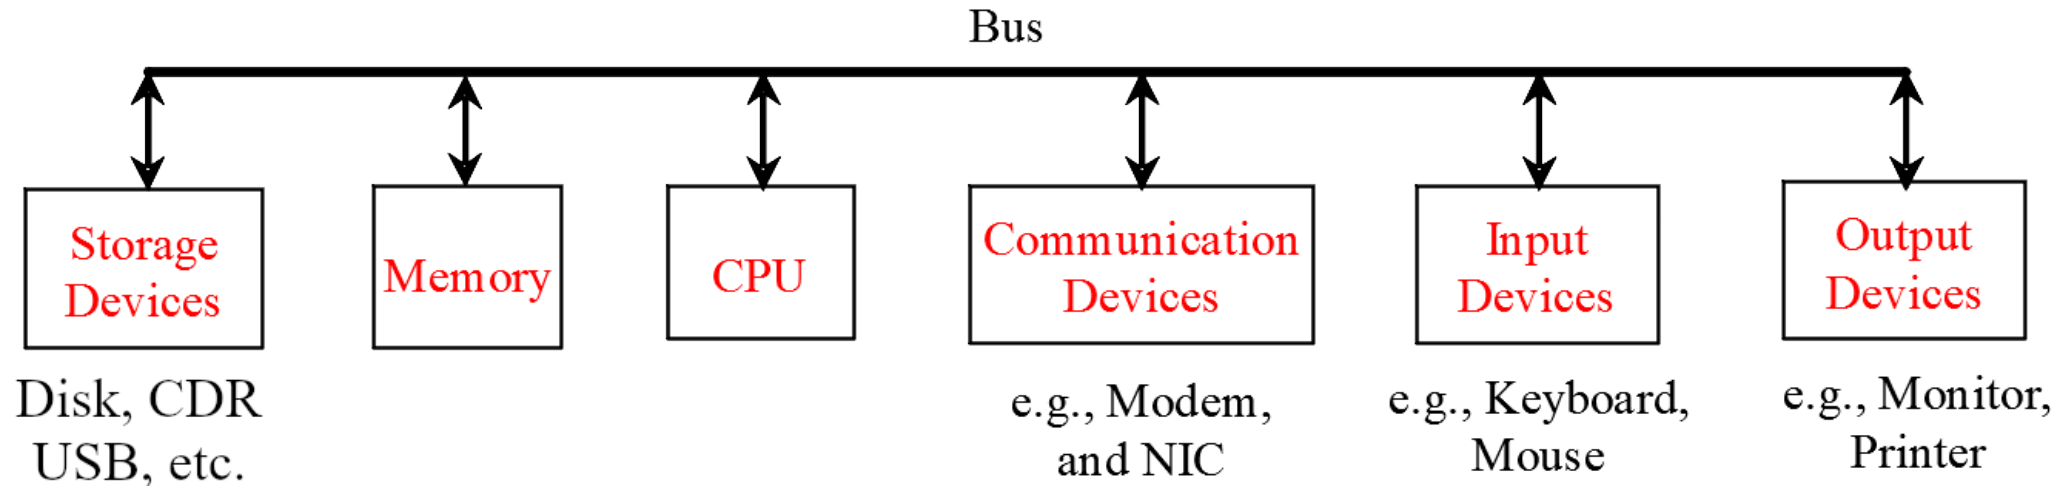 Bus
Storage
Devices
Memory
CPU
Communication
Devices
Input
Devices
Output
Devices
Disk, CDR
USB, etc.
e.g., Modem,
and NIC
e.g., Keyboard,
Mouse
e.g., Monitor,
Printer